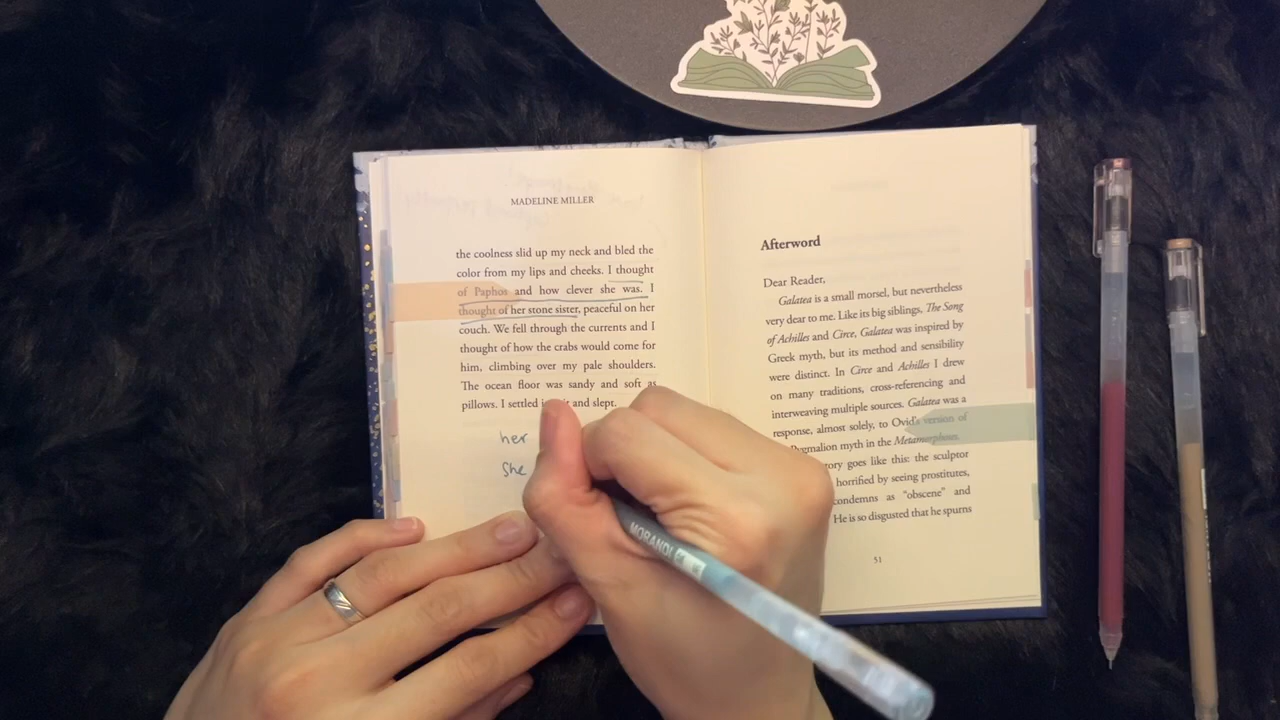 MADELINE MILLER
the coolness slid up my neck and bled the
color from my lips and cheeks. I thought
of Paphos and how clever she was. I
thought of her stone sister, peaceful on her
couch. We fell through the currents and I
thought of how the crabs would come for
him, climbing over my pale shoulders.
The ocean floor was sandy and soft as
pillows. I settled and slept.
her
she
Afterword
Dear Reader,
Galatea is a small morsel, but nevertheless
very dear to me. Like its big siblings, The Song
of Achilles and Circe, Galatea was inspired by
Greek myth, but its method and sensibility
were distinct. In Circe and Achilles I drew
on many traditions, cross-referencing and
interweaving multiple sources. Galatea was a
response, almost solely, to Ovid's version of
Pygmalion myth in the Metamorphoses.
goes like this: the sculptor
horrified by seeing prostitutes,
condemns as "obscene" and
He is so disgusted that he spurns
51
MORANDI